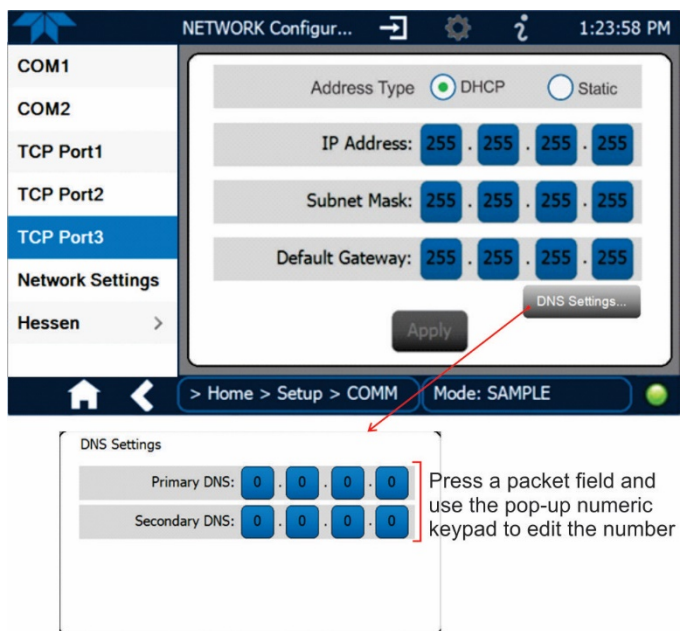 NETWORK Configur... 1:23:58 PM
COM1
COM2
TCP Port1
TCP Port2
TCP Port3
Network Settings
Hessen >
Address Type DHCP Static
IP Address: 255 . 255 . 255 . 255
Subnet Mask: 255 . 255 . 255 . 255
Default Gateway: 255 . 255 . 255 . 255
DNS Settings...
Apply
> Home > Setup > COMM Mode: SAMPLE
DNS Settings
Primary DNS: 0 . 0 . 0 . 0
Secondary DNS: 0 . 0 . 0 . 0
Press a packet field and
use the pop-up numeric
keypad to edit the number